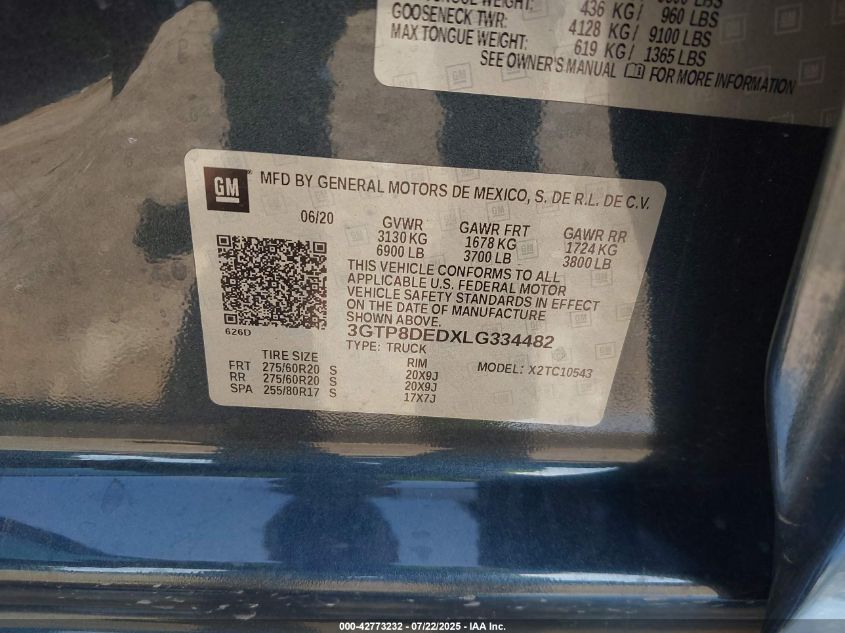 436 KG/ 960 LBS
GOOSENECK TWR: 4128 KG/ 9100 LBS
MAX TONGUE WEIGHT: 619 KG/ 1365 LBS
SEE OWNER'S MANUAL FOR MORE INFORMATION
GM
MFD BY GENERAL MOTORS DE MEXICO, S. DE R.L. DE C.V.
06/20 GVWR GAWR FRT GAWR RR
3130 KG 1678 KG 1724 KG
6900 LB 3700 LB 3800 LB
THIS VEHICLE CONFORMS TO ALL
APPLICABLE U.S. FEDERAL MOTOR
VEHICLE SAFETY STANDARDS IN EFFECT
ON THE DATE OF MANUFACTURE
SHOWN ABOVE.
626D
3GTP8DEDXLG334482
TYPE: TRUCK
MODEL: X2TC10543
TIRE SIZE RIM
FRT 275/60R20 S 20X9J
RR 275/60R20 S 20X9J
SPA 255/80R17 S 17X7J
000-42773232 - 07/22/2025 - IAA Inc.